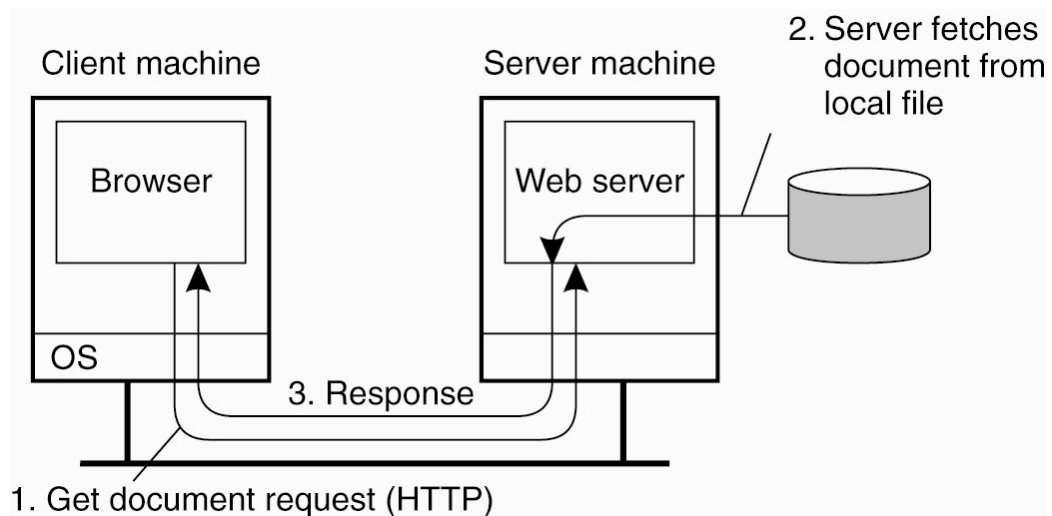 2. Server fetches
document from
local file
Client machine
Server machine
Browser
Web server
OS
3. Response
1. Get document request (HTTP)